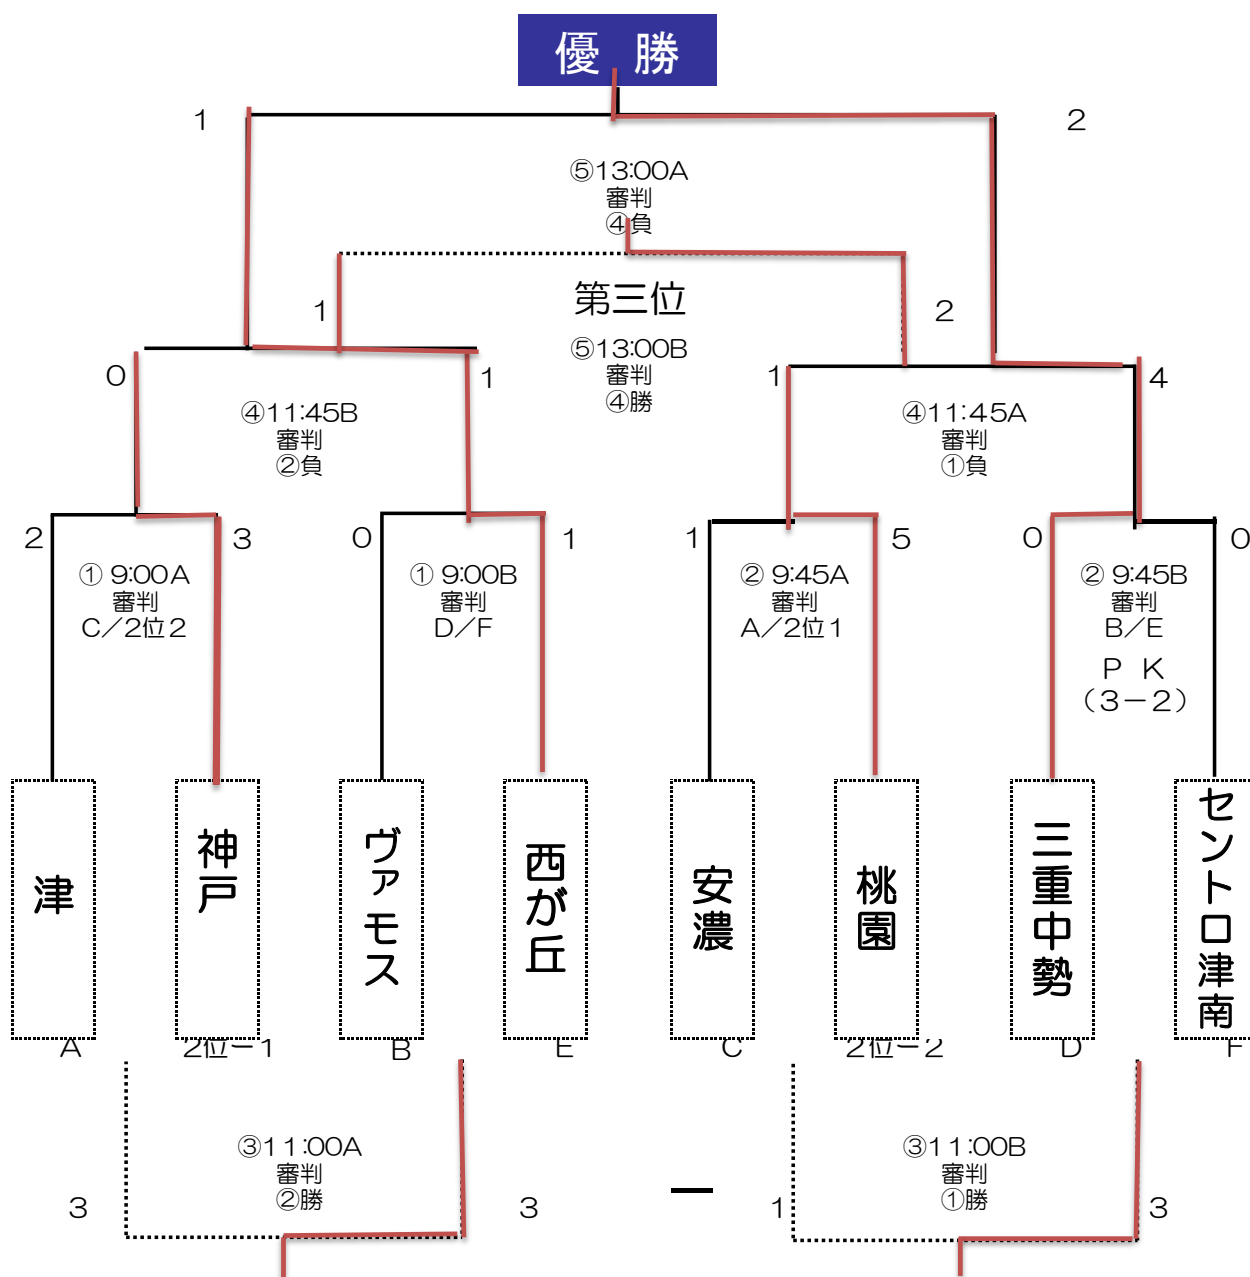 優 勝
1
2
⑤13:00A
審判
④負
第三位
1
2
⑤13:00B
審判
④勝
0
1
1
4
④11:45B
審判
②負
④11:45A
審判
①負
2
3
0
1
1
5
0
0
① 9:00A
審判
C/2位2
① 9:00B
審判
D/F
② 9:45A
審判
A/2位1
② 9:45B
審判
B/E
PK
(3-2)
津
神戸
ヴァモス
西が丘
安濃
桃園
三重中勢
セントロ津南
A
2位-1
B
E
C
2位-2
D
F
③11:00A
審判
②勝
③11:00B
審判
①勝
3
3
ー
1
3